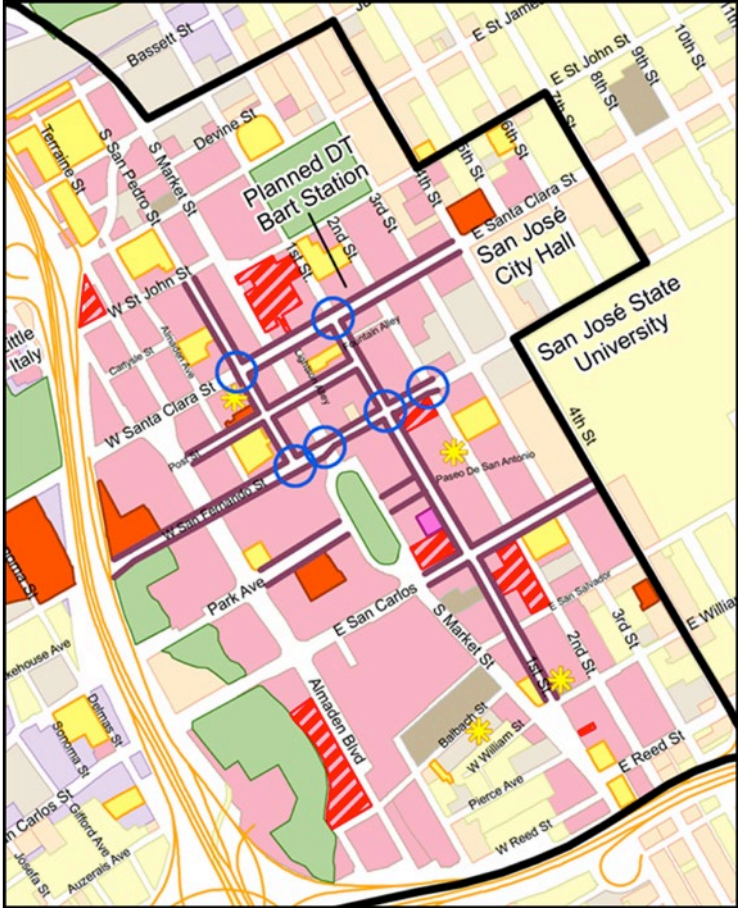 Bassett St
E St James
E St John St
10th St
9th St
8th St
7th St
6th St
5th St
4th St
Devine St
Terraine St
S San Pedro St
S Market St
Planned DT
Bart Station
3rd St
2nd St
1st St.
E Santa Clara St
San José
City Hall
W St John St
San José State
University
Little
Italy
Carlysle St
Almaden Ave
Fountain Alley
Lightston Alley
W Santa Clara St
Post St
4th St
Paseo De San Antonio
W San Fernando St
Park Ave
E San Carlos
E San Salvador
S Market St
3rd St
2nd St
1st St
E William
Almaden Blvd
Delmas St
Sonoma St
Balbach St
W William St
E Reed St
Pierce Ave
W Reed St
Gifford Ave
Auzerais Ave
Josefa St